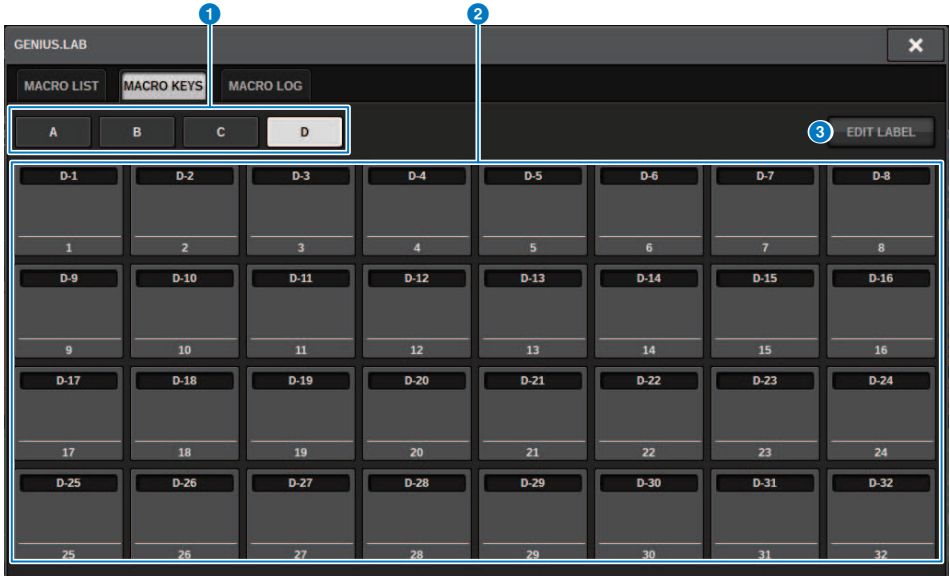 1 2
GENIUS.LAB ×
MACRO LIST MACRO KEYS MACRO LOG
A B C D 3 EDIT LABEL
D-1 D-2 D-3 D-4 D-5 D-6 D-7 D-8
1 2 3 4 5 6 7 8
D-9 D-10 D-11 D-12 D-13 D-14 D-15 D-16
9 10 11 12 13 14 15 16
D-17 D-18 D-19 D-20 D-21 D-22 D-23 D-24
17 18 19 20 21 22 23 24
D-25 D-26 D-27 D-28 D-29 D-30 D-31 D-32
25 26 27 28 29 30 31 32